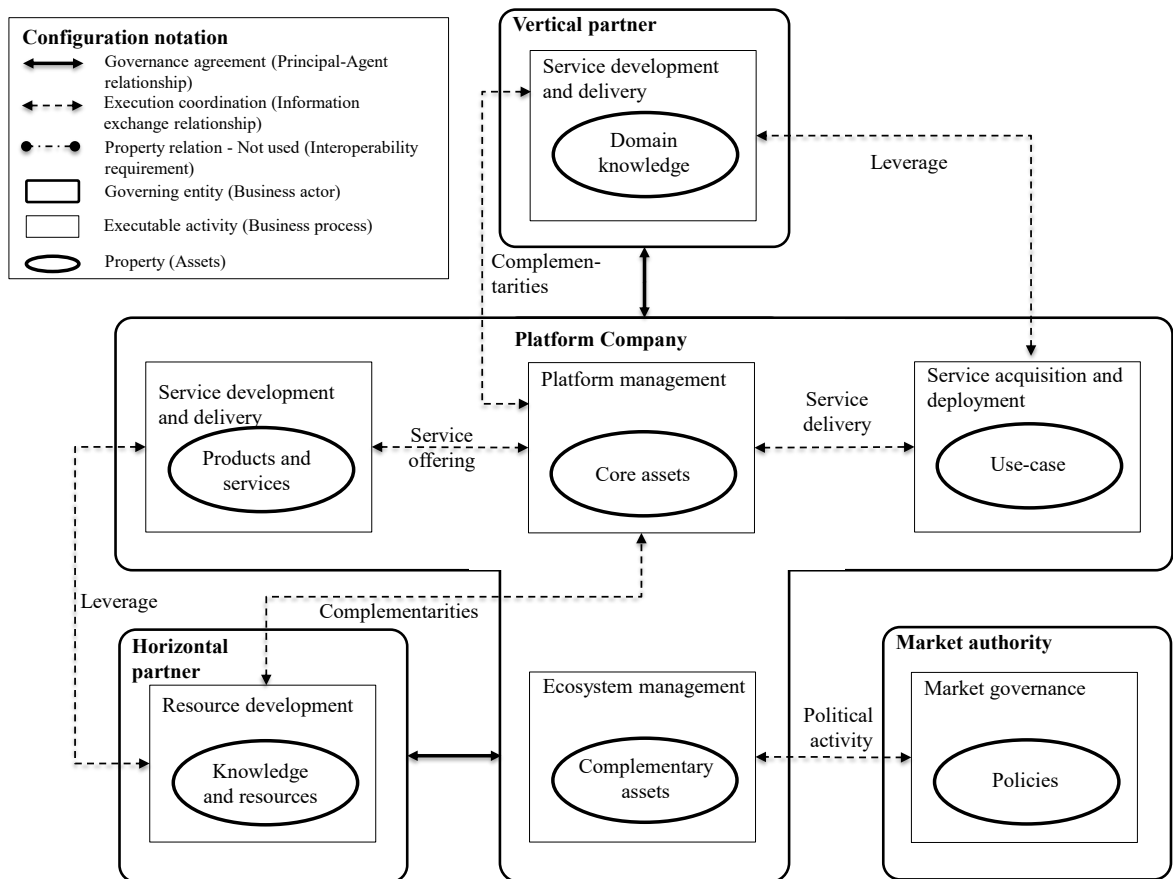 Configuration notation
Governance agreement (Principal-Agent
relationship)
Execution coordination (Information
exchange relationship)
Property relation - Not used (Interoperability
requirement)
Governing entity (Business actor)
Executable activity (Business process)
Property (Assets)
Vertical partner
Service development
and delivery
Domain
knowledge
Leverage
Complemen-
tarities
Platform Company
Service development
and delivery
Products and
services
Service
offering
Platform management
Core assets
Service
delivery
Service acquisition and
deployment
Use-case
Leverage
Complementarities
Horizontal
partner
Resource development
Knowledge
and resources
Ecosystem management
Complementary
assets
Political
activity
Market authority
Market governance
Policies